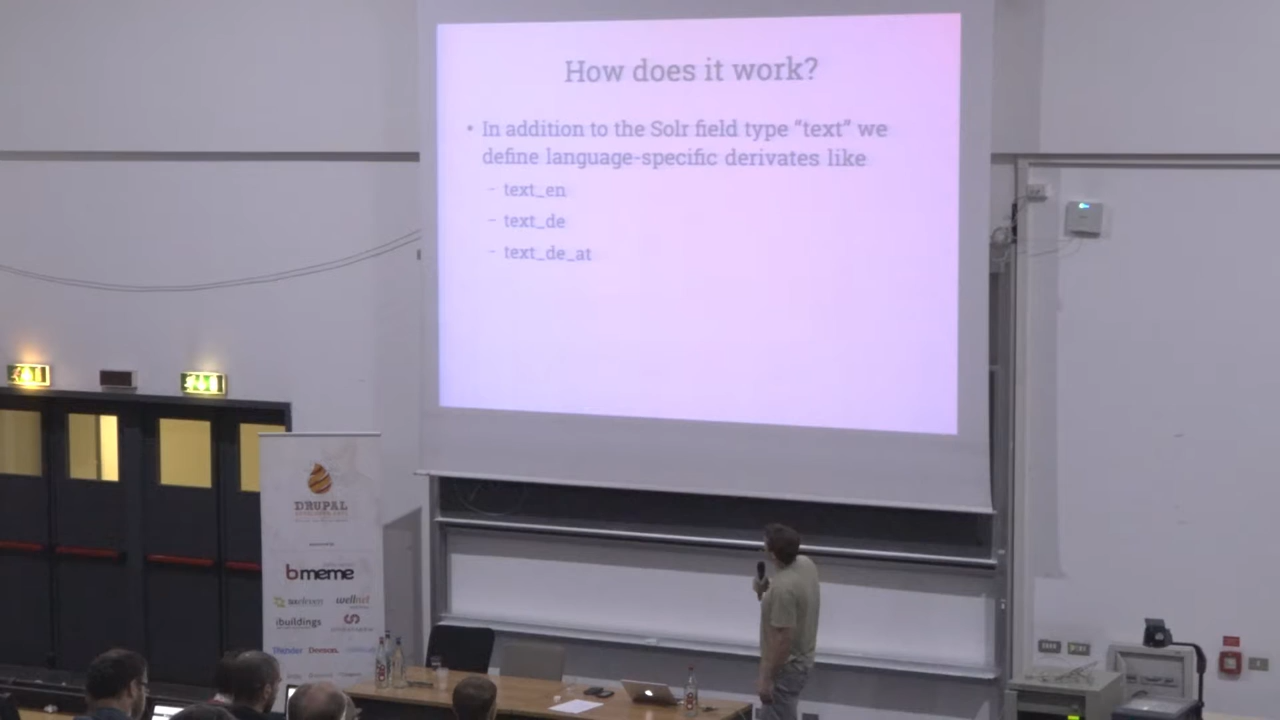 How does it work?
• In addition to the Solr field type “text” we
define language-specific derivates like
– text_en
– text_de
– text_de_at
DRUPAL
bmeme
wellnet
ibuildings